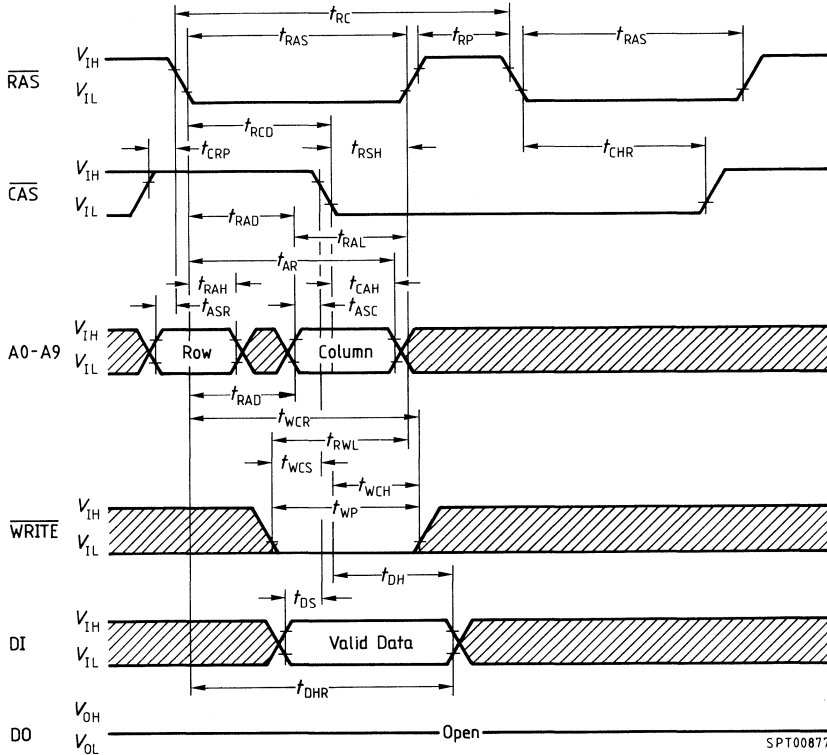 tRC
tRAS tRP tRAS
RAS VIH
VIL
tRCD
tCRP tRSH tCHR
CAS VIH
VIL
tRAD
tRAL
tAR
tRAH tCAH
tASR tASC
A0-A9 VIH
VIL
Row Column
tRAD
tWCR
tRWL
tWCS
tWCH
tWP
WRITE VIH
VIL
tDH
tDS
DI VIH
VIL
Valid Data
tDHR
DO VOH
VOL
Open
SPT00877